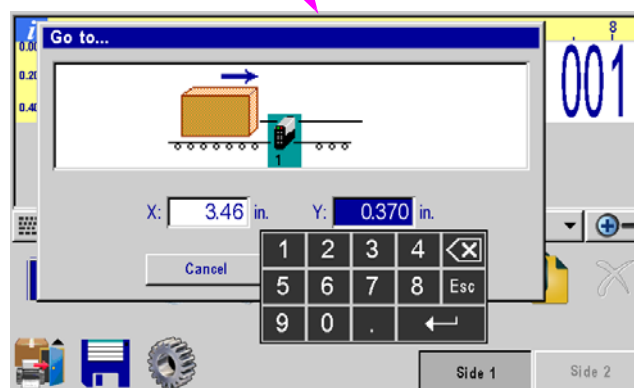 i
Go to...
8
0.00
0.20
0.40
001
1
X: 3.46 in. Y: 0.370 in.
Cancel
1 2 3 4
5 6 7 8 Esc
9 0 .
Side 1 Side 2